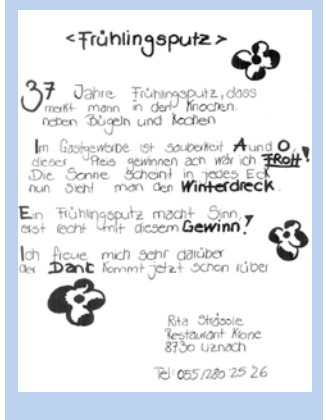 <Frühlingsputz>
37 Jahre Frühlingsputz, dass
merkt mann in den Knochen.
neben Bügeln und Kochen
Im Gastgewerbe ist sauberkeit A und O,
dieser Preis gewinnen ach wär ich FROH!
Die Sonne scheint in jedes Eck
nun sieht man den Winterdreck.
Ein Frühlingsputz macht Sinn,
erst recht mit diesem Gewinn!
Ich freue mich sehr darüber
der Dank kommt jetzt schon rüber
Rita Strässle
Restaurant Krone
8730 Uznach
Tel: 055/280 25 26